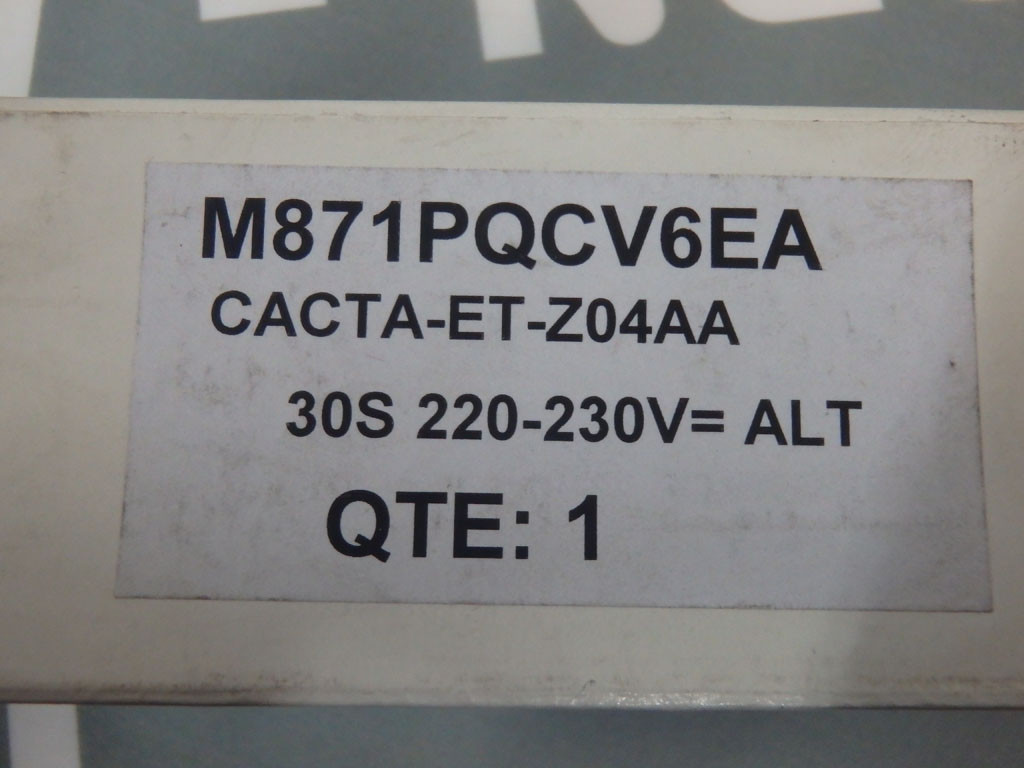 M871PQCV6EA
CACTA-ET-Z04AA
30S 220-230V= ALT
QTE: 1